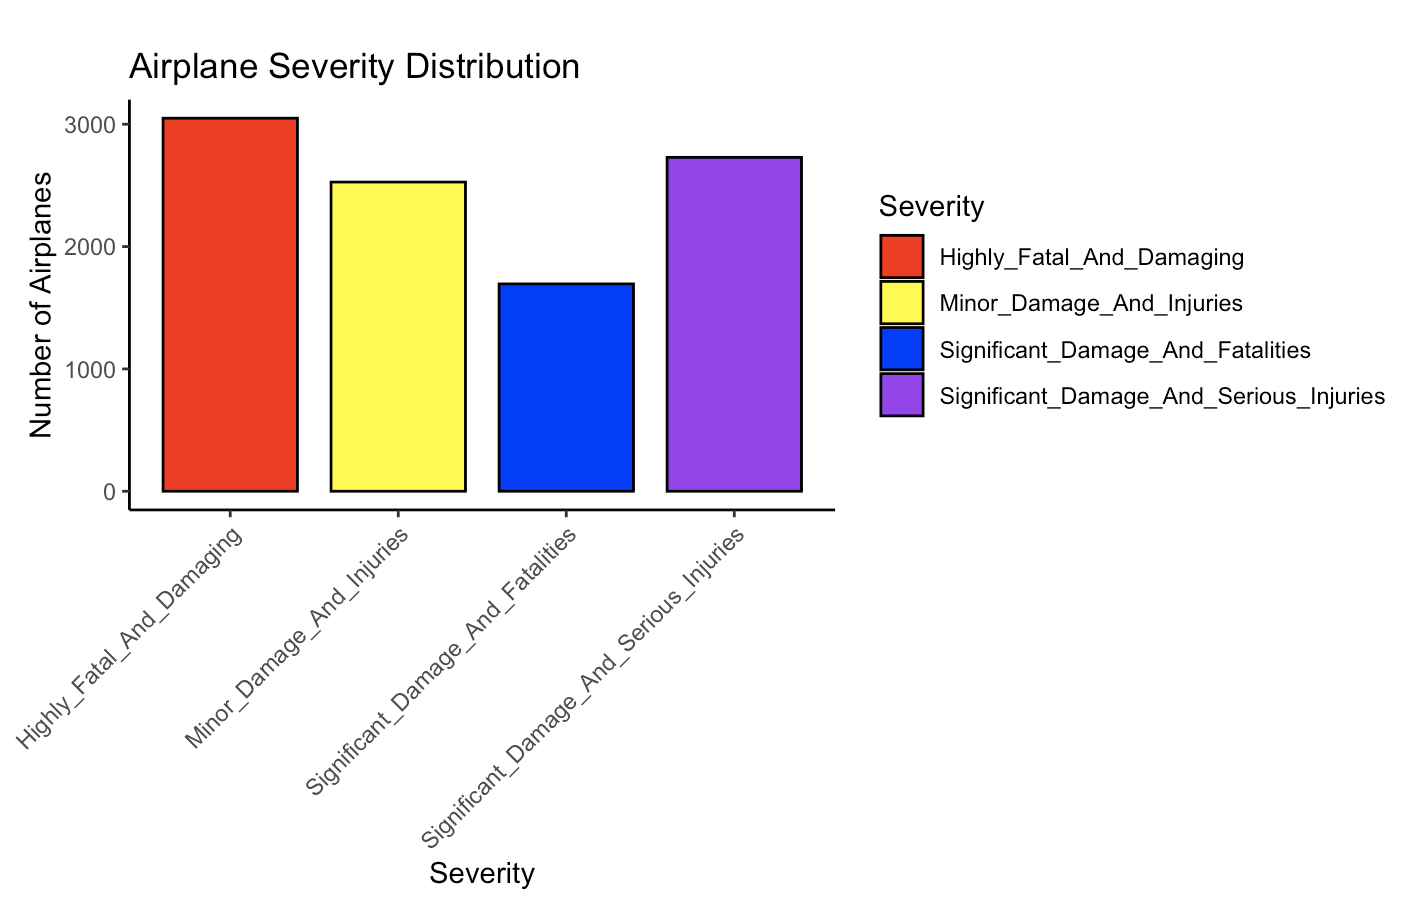 Airplane Severity Distribution
Number of Airplanes
3000
2000
1000
0
Highly_Fatal_And_Damaging
Minor_Damage_And_Injuries
Significant_Damage_And_Fatalities
Significant_Damage_And_Serious_Injuries
Severity
Severity
Highly_Fatal_And_Damaging
Minor_Damage_And_Injuries
Significant_Damage_And_Fatalities
Significant_Damage_And_Serious_Injuries